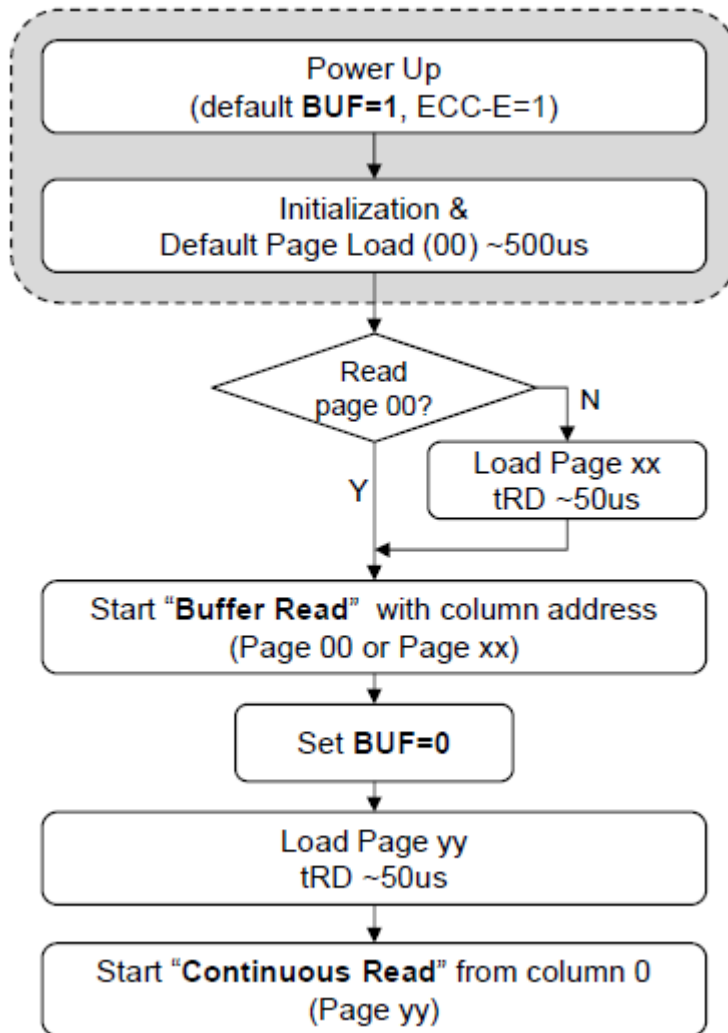 Power Up
(default BUF=1, ECC-E=1)
Initialization &
Default Page Load (00) ~500us
Read
page 00?
N
Load Page xx
tRD ~50us
Y
Start “Buffer Read”  with column address
(Page 00 or Page xx)
Set BUF=0
Load Page yy
tRD ~50us
Start “Continuous Read” from column 0
(Page yy)